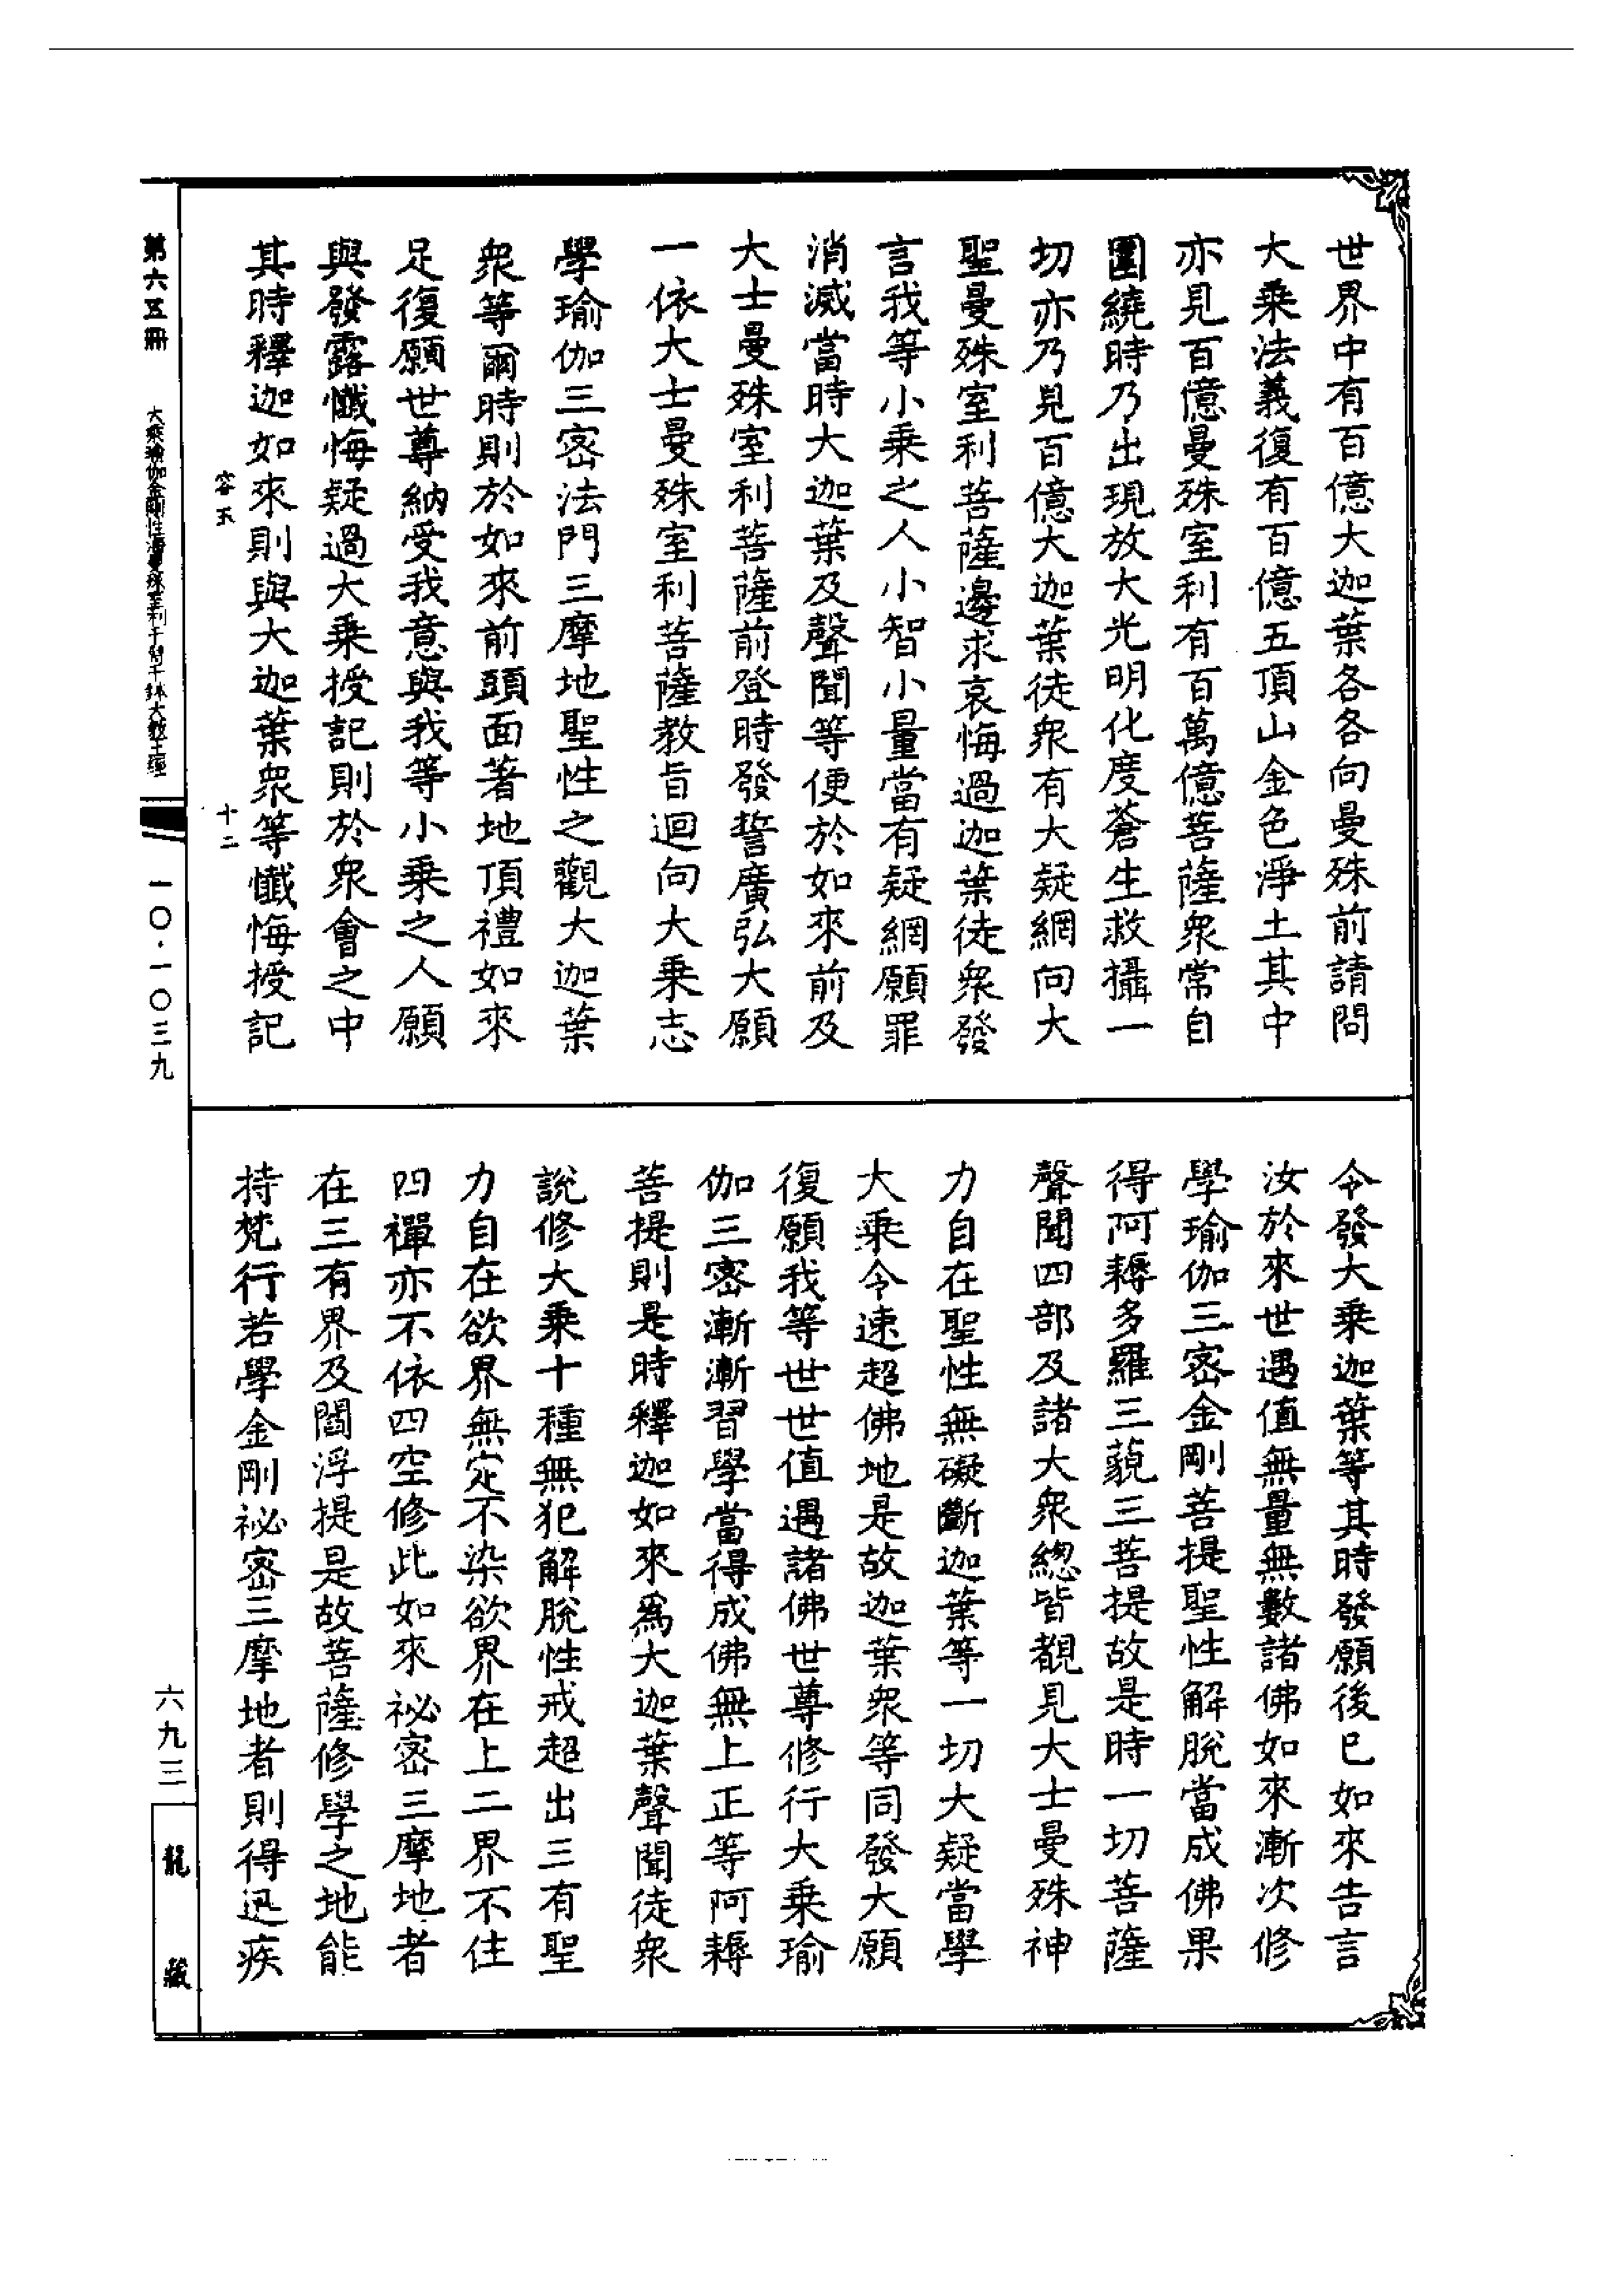 世界中有百億大迦葉各各向曼殊前請問
大乘法義復有百億五頂山金色淨土其中
亦見百億曼殊室利有百萬億菩薩衆常自
圍繞時乃出現放大光明化度蒼生救攝一
切亦乃見百億大迦葉徒衆有大疑網向大
聖曼殊室利菩薩邊求哀悔過迦葉徒衆發
言我等小乘之人小智小量當有疑網願罪
消滅當時大迦葉及聲聞等便於如來前及
大士曼殊室利菩薩前登時發誓廣弘大願
一依大士曼殊室利菩薩教旨迴向大乘志
學瑜伽三密法門三摩地聖性之觀大迦葉
衆等爾時則於如來前頭面著地頂禮如來
足復願世尊納受我意與我等小乘之人願
與發露懺悔疑過大乘授記則於衆會之中
其時釋迦如來則與大迦葉衆等懺悔授記
容五
十二
令發大乘迦葉等其時發願後已如來告言
汝於來世遇值無量無數諸佛如來漸次修
學瑜伽三密金剛菩提聖性解脫當成佛果
得阿耨多羅三藐三菩提故是時一切菩薩
聲聞四部及諸大衆總皆覩見大士曼殊神
力自在聖性無礙斷迦葉等一切大疑當學
大乘令速超佛地是故迦葉衆等同發大願
復願我等世世值遇諸佛世尊修行大乘瑜
伽三密漸漸習學當得成佛無上正等阿耨
菩提則是時釋迦如來爲大迦葉聲聞徒衆
說修大乘十種無犯解脫性戒超出三有聖
力自在欲界無定不染欲界在上二界不住
四禪亦不依四空修此如來祕密三摩地者
在三有界及閻浮提是故菩薩修學之地能
持梵行若學金剛祕密三摩地者則得迅疾
第六五冊
大乘瑜伽金剛性海曼殊室利千臂千鉢大教王經
一〇·一〇三九
六九三
龍藏